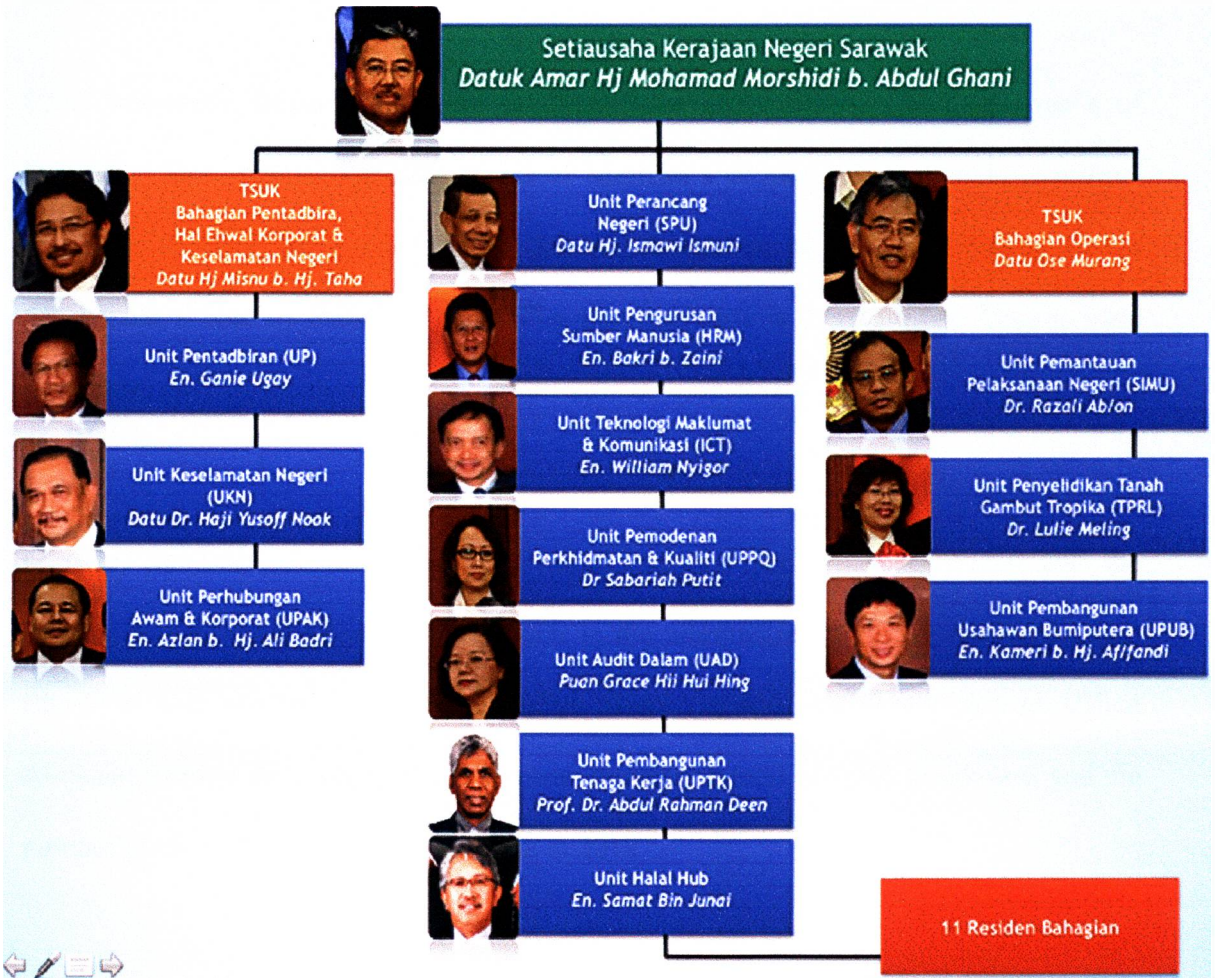 Setiausaha Kerajaan Negeri Sarawak
Datuk Amar Hj Mohamad Morshidi b. Abdul Ghani
TSUK
Bahagian Pentadbira,
Hal Ehwal Korporat &
Keselamatan Negeri
Datu Hj Misnu b. Hj. Taha
Unit Pentadbiran (UP)
En. Ganie Ugay
Unit Keselamatan Negeri
(UKN)
Datu Dr. Haji Yusoff Nook
Unit Perhubungan
Awam & Korporat (UPAK)
En. Azlan b. Hj. Ali Badri
Unit Perancang
Negeri (SPU)
Datu Hj. Ismawi Ismuni
Unit Pengurusan
Sumber Manusia (HRM)
En. Bakri b. Zaini
Unit Teknologi Maklumat
& Komunikasi (ICT)
En. William Nyigor
Unit Pemodenan
Perkhidmatan & Kualiti (UPPQ)
Dr Sabariah Putit
Unit Audit Dalam (UAD)
Puan Grace Hii Hui Hing
Unit Pembangunan
Tenaga Kerja (UPTK)
Prof. Dr. Abdul Rahman Deen
Unit Halal Hub
En. Samat Bin Junai
TSUK
Bahagian Operasi
Datu Ose Murang
Unit Pemantauan
Pelaksanaan Negeri (SIMU)
Dr. Razali Ab/on
Unit Penyelidikan Tanah
Gambut Tropika (TPRL)
Dr. Lulie Meling
Unit Pembangunan
Usahawan Bumiputera (UPUB)
En. Kameri b. Hj. Af/fandi
11 Residen Bahagian